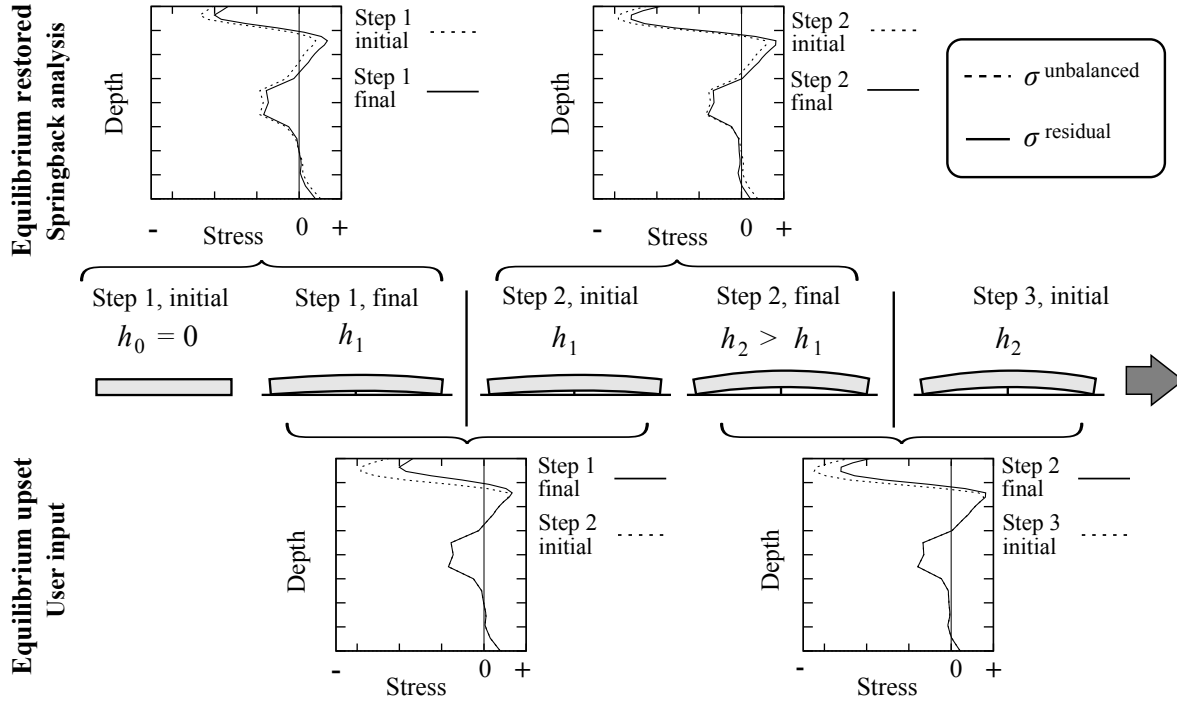 Equilibrium restored
Springback analysis
Depth
Step 1
initial
Step 1
final
- 0 +
Stress
Depth
Step 2
initial
Step 2
final
- 0 +
Stress
σ unbalanced
σ residual
Step 1, initial
h0 = 0
Step 1, final
h1
Step 2, initial
h1
Step 2, final
h2 > h1
Step 3, initial
h2
Equilibrium upset
User input
Depth
Step 1
final
Step 2
initial
- 0 +
Stress
Depth
Step 2
final
Step 3
initial
- 0 +
Stress